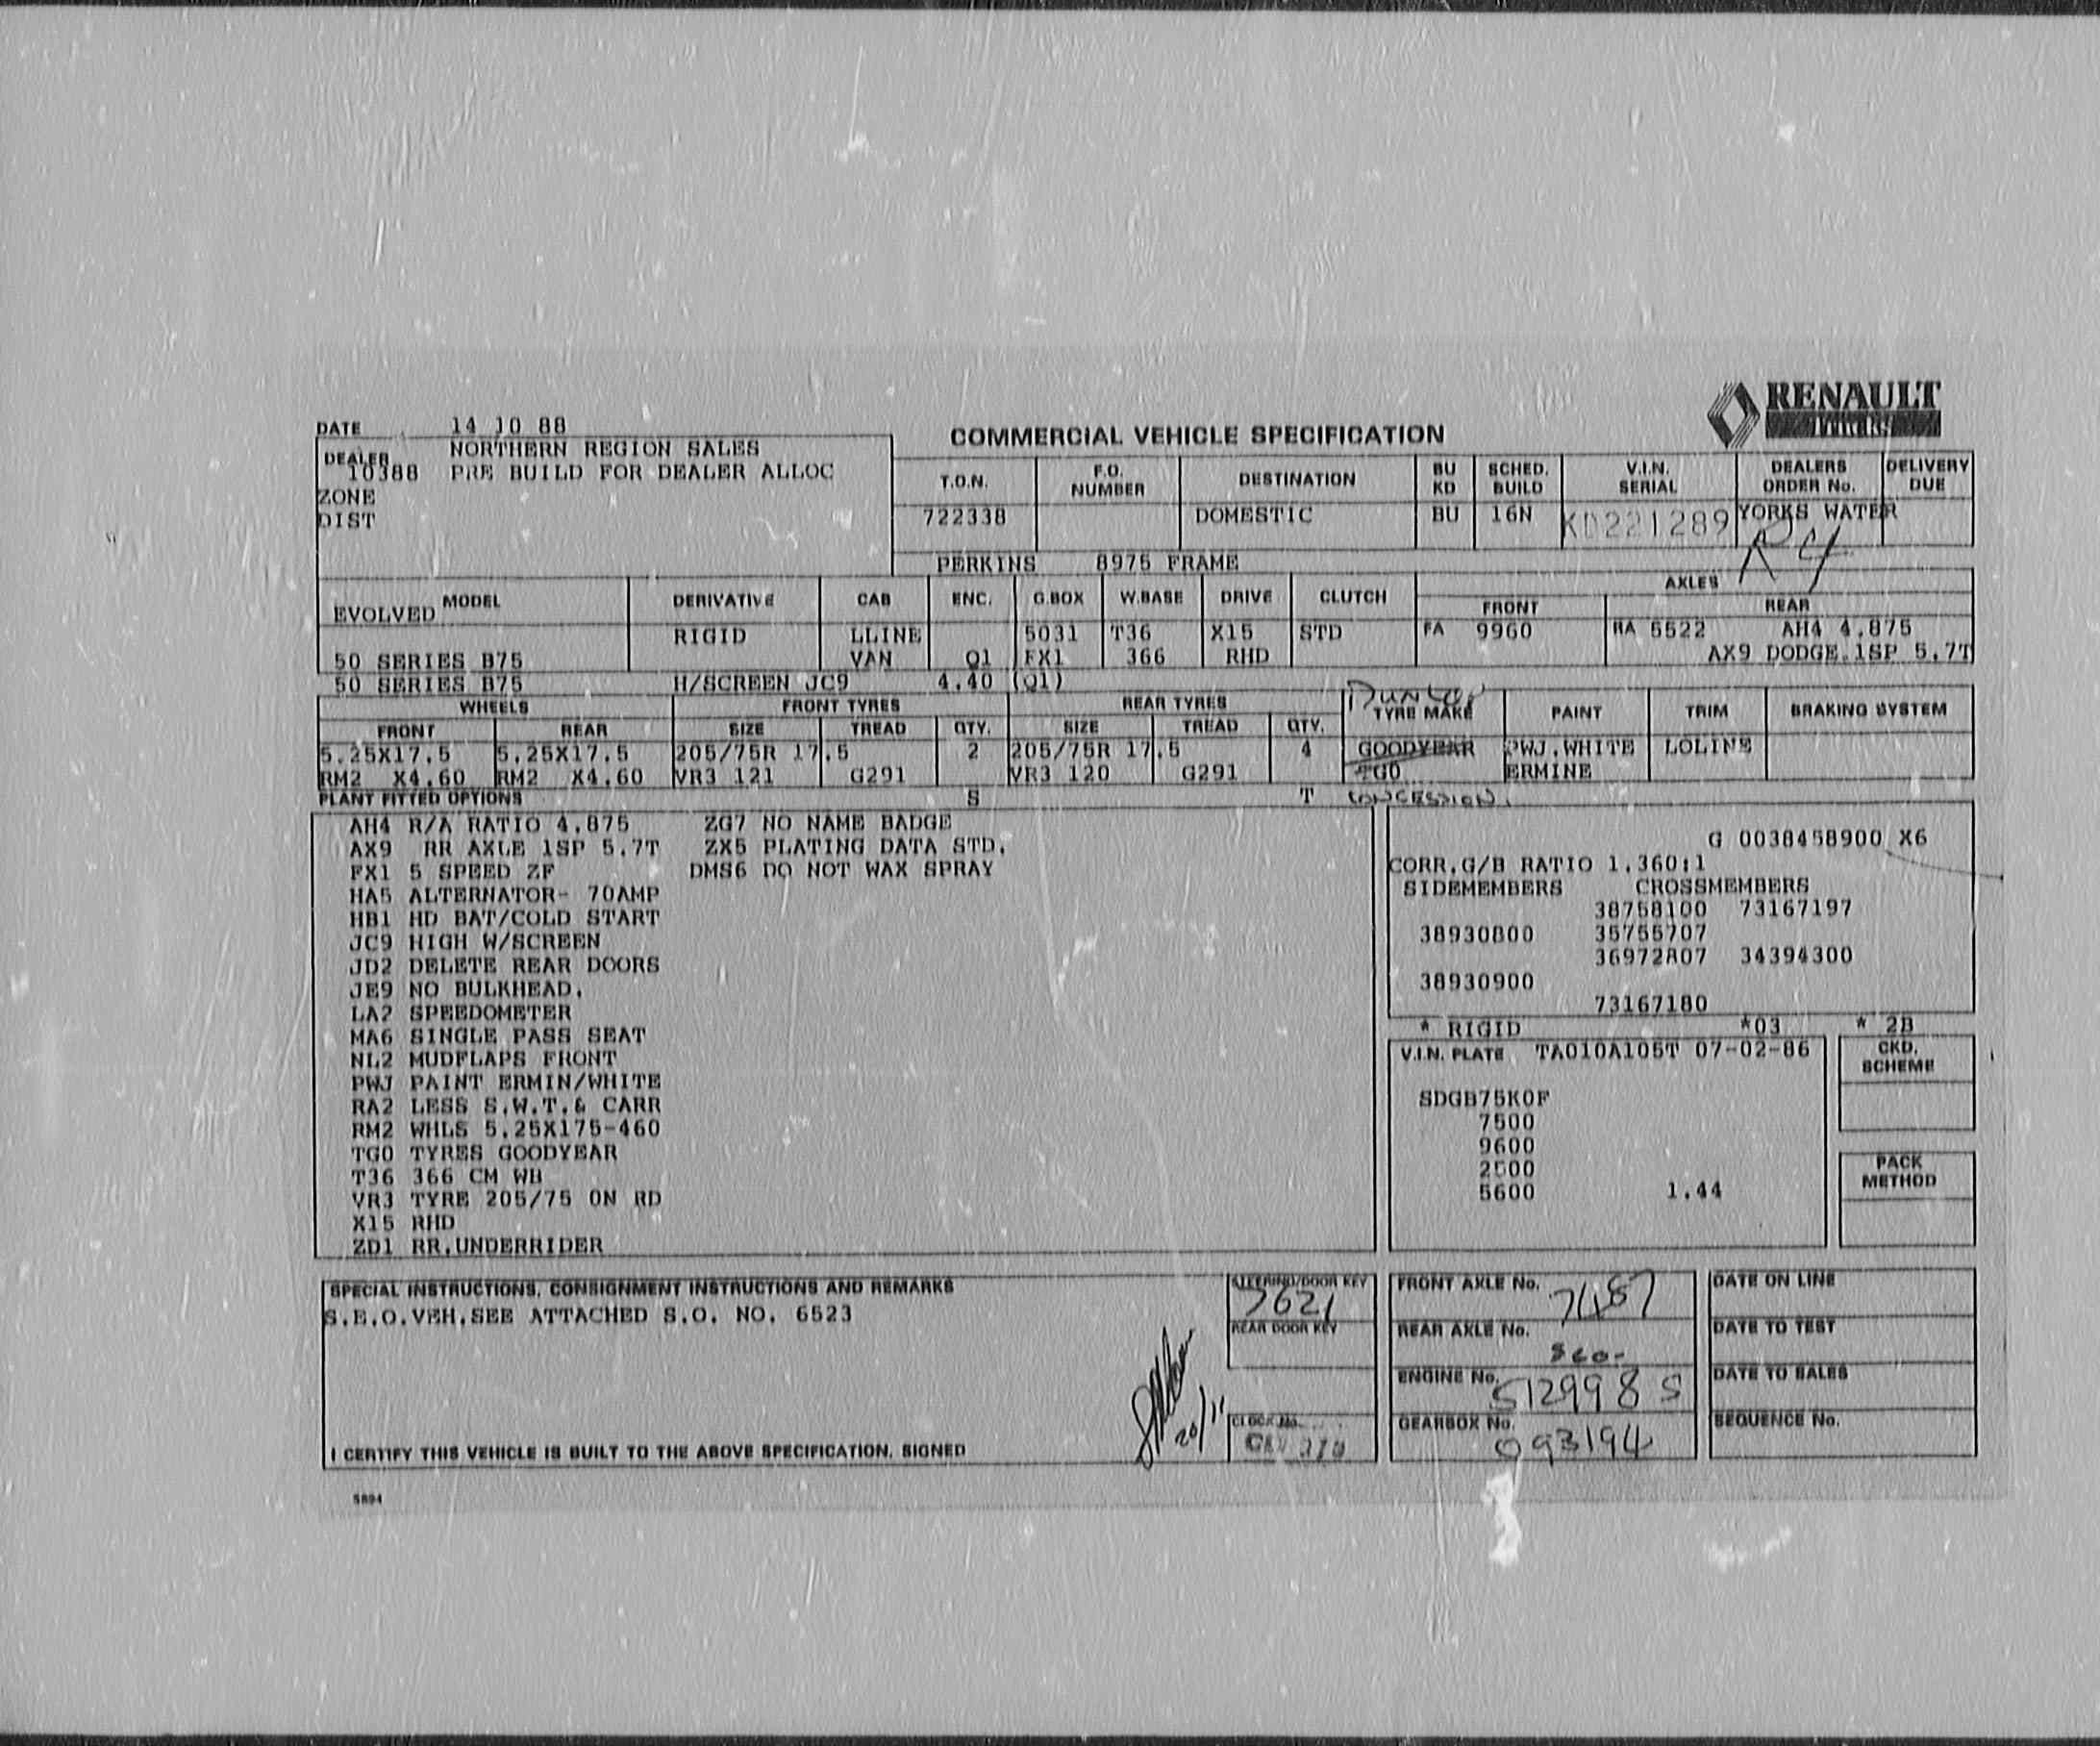 RENAULT
TRUCKS
DATE 14 10 88
COMMERCIAL VEHICLE SPECIFICATION
DEALER NORTHERN REGION SALES
10388 PRE BUILD FOR DEALER ALLOC
ZONE
DIST
T.O.N. F.O. NUMBER DESTINATION BU KD SCHED. BUILD V.I.N. SERIAL DEALERS ORDER No. DELIVERY DUE
722338 DOMESTIC BU 16N KD221289 YORKS WATER
R4
PERKINS 8975 FRAME
MODEL DERIVATIVE CAB ENC. G.BOX W.BASE DRIVE CLUTCH AXLES
FRONT REAR
EVOLVED
RIGID LLINE 5031 T36 X15 STD FA 9960 RA 5522 AH4 4.875
50 SERIES B75 VAN Q1 FX1 366 RHD AX9 DODGE.1SP 5.7T
50 SERIES B75 H/SCREEN JC9 4.40 (Q1)
DUNLOP
WHEELS FRONT TYRES REAR TYRES TYRE MAKE PAINT TRIM BRAKING SYSTEM
FRONT REAR SIZE TREAD QTY. SIZE TREAD QTY.
5.25X17.5 5.25X17.5 205/75R 17.5 2 205/75R 17.5 4 GOODYEAR PWJ.WHITE LOLINE
RM2 X4.60 RM2 X4.60 VR3 121 G291 VR3 120 G291 TG0 ERMINE
PLANT FITTED OPTIONS S T CONCESSION.
AH4 R/A RATIO 4.875 ZG7 NO NAME BADGE
AX9 RR AXLE 1SP 5.7T ZX5 PLATING DATA STD.
FX1 5 SPEED ZF DMS6 DO NOT WAX SPRAY
HA5 ALTERNATOR- 70AMP
HB1 HD BAT/COLD START
JC9 HIGH W/SCREEN
JD2 DELETE REAR DOORS
JE9 NO BULKHEAD.
LA2 SPEEDOMETER
MA6 SINGLE PASS SEAT
NL2 MUDFLAPS FRONT
PWJ PAINT ERMIN/WHITE
RA2 LESS S.W.T.& CARR
RM2 WHLS 5.25X175-460
TG0 TYRES GOODYEAR
T36 366 CM WB
VR3 TYRE 205/75 ON RD
X15 RHD
ZD1 RR.UNDERRIDER
G 0038458900 X6
CORR.G/B RATIO 1.360:1
SIDEMEMBERS CROSSMEMBERS
38758100 73167197
38930800 35755707
36972A07 34394300
38930900
73167180
* RIGID *03 * 2B
V.I.N. PLATE TA010A105T 07-02-86
SDGB75K0F
7500
9600
2500
5600 1.44
CKD. SCHEME
PACK METHOD
SPECIAL INSTRUCTIONS, CONSIGNMENT INSTRUCTIONS AND REMARKS
S.E.O.VEH.SEE ATTACHED S.O. NO. 6523
I CERTIFY THIS VEHICLE IS BUILT TO THE ABOVE SPECIFICATION. SIGNED
20/11
STEERING/DOOR KEY
7621
REAR DOOR KEY
CLOCK No.
FRONT AXLE No.
REAR AXLE No.
ENGINE No. 5129985
GEARBOX No. 093194
DATE ON LINE
DATE TO TEST
DATE TO SALES
SEQUENCE No.
5894